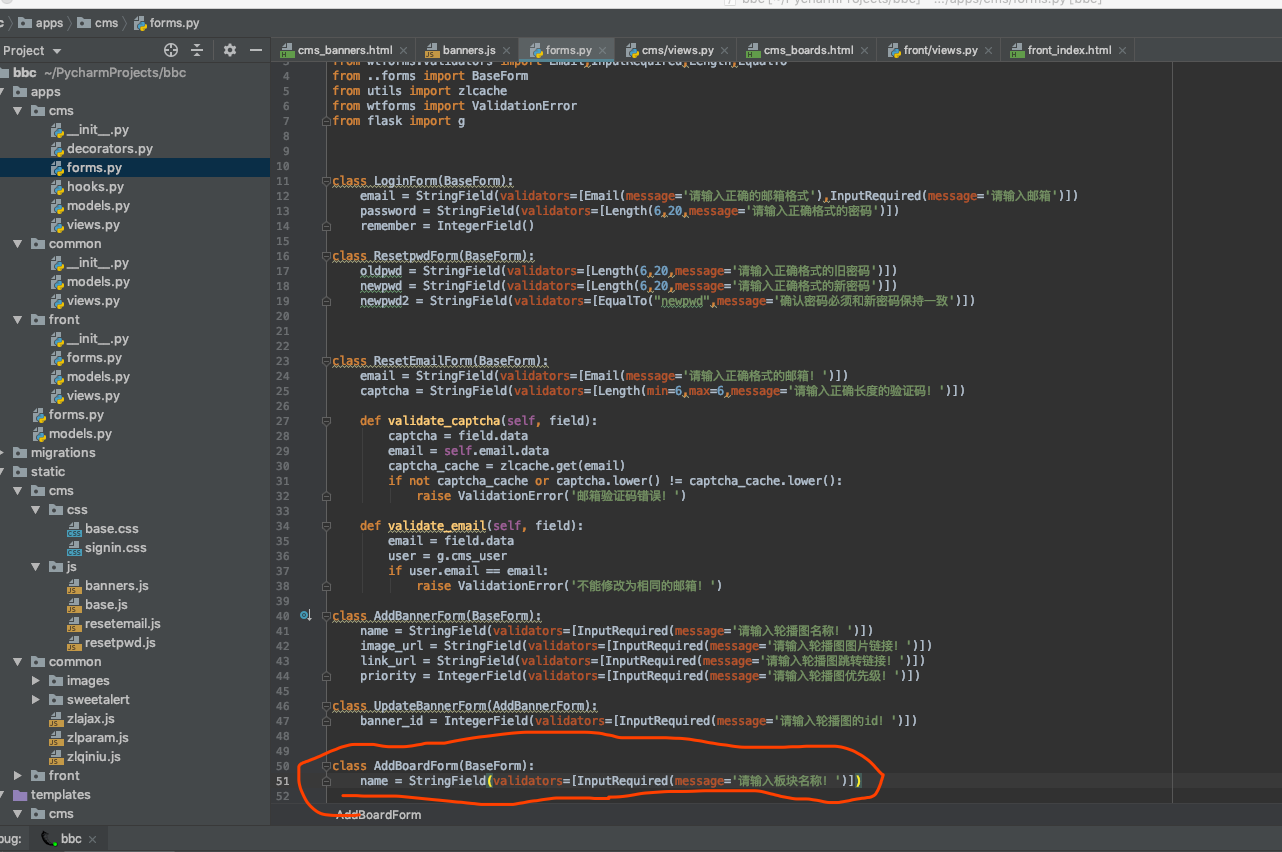 bbc [~/PycharmProjects/bbc] - .../apps/cms/forms.py [bbc]
apps cms forms.py
Project
cms_banners.html banners.js forms.py cms/views.py cms_boards.html front/views.py front_index.html
bbc ~/PycharmProjects/bbc
apps
cms
__init__.py
decorators.py
forms.py
hooks.py
models.py
views.py
common
__init__.py
models.py
views.py
front
__init__.py
forms.py
models.py
views.py
forms.py
models.py
migrations
static
cms
css
base.css
signin.css
js
banners.js
base.js
resetemail.js
resetpwd.js
common
images
sweetalert
zlajax.js
zlparam.js
zlqiniu.js
front
templates
cms
3 from wtforms.validators import Email,InputRequired,Length,EqualTo
4 from ..forms import BaseForm
5 from utils import zlcache
6 from wtforms import ValidationError
7 from flask import g
8
9
10
11 class LoginForm(BaseForm):
12 email = StringField(validators=[Email(message='请输入正确的邮箱格式'),InputRequired(message='请输入邮箱')])
13 password = StringField(validators=[Length(6,20,message='请输入正确格式的密码')])
14 remember = IntegerField()
15
16 class ResetpwdForm(BaseForm):
17 oldpwd = StringField(validators=[Length(6,20,message='请输入正确格式的旧密码')])
18 newpwd = StringField(validators=[Length(6,20,message='请输入正确格式的新密码')])
19 newpwd2 = StringField(validators=[EqualTo("newpwd",message='确认密码必须和新密码保持一致')])
20
21
22
23 class ResetEmailForm(BaseForm):
24 email = StringField(validators=[Email(message='请输入正确格式的邮箱！')])
25 captcha = StringField(validators=[Length(min=6,max=6,message='请输入正确长度的验证码！')])
26
27 def validate_captcha(self, field):
28 captcha = field.data
29 email = self.email.data
30 captcha_cache = zlcache.get(email)
31 if not captcha_cache or captcha.lower() != captcha_cache.lower():
32 raise ValidationError('邮箱验证码错误！')
33
34 def validate_email(self, field):
35 email = field.data
36 user = g.cms_user
37 if user.email == email:
38 raise ValidationError('不能修改为相同的邮箱！')
39
40 class AddBannerForm(BaseForm):
41 name = StringField(validators=[InputRequired(message='请输入轮播图名称！')])
42 image_url = StringField(validators=[InputRequired(message='请输入轮播图图片链接！')])
43 link_url = StringField(validators=[InputRequired(message='请输入轮播图跳转链接！')])
44 priority = IntegerField(validators=[InputRequired(message='请输入轮播图优先级！')])
45
46 class UpdateBannerForm(AddBannerForm):
47 banner_id = IntegerField(validators=[InputRequired(message='请输入轮播图的id！')])
48
49
50 class AddBoardForm(BaseForm):
51 name = StringField(validators=[InputRequired(message='请输入板块名称！')])
52
AddBoardForm
bug: bbc